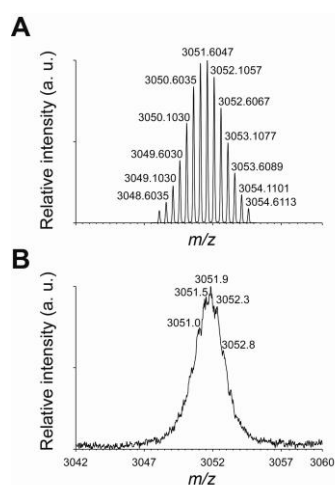 A
Relative intensity (a. u.)
3051.6047
3050.6035
3052.1057
3050.1030
3052.6067
3049.6030
3053.1077
3049.1030
3053.6089
3048.6035
3054.1101
3054.6113
m/z
B
Relative intensity (a. u.)
3051.9
3051.5
3052.3
3051.0
3052.8
3042 3047 3052 3057 3060
m/z